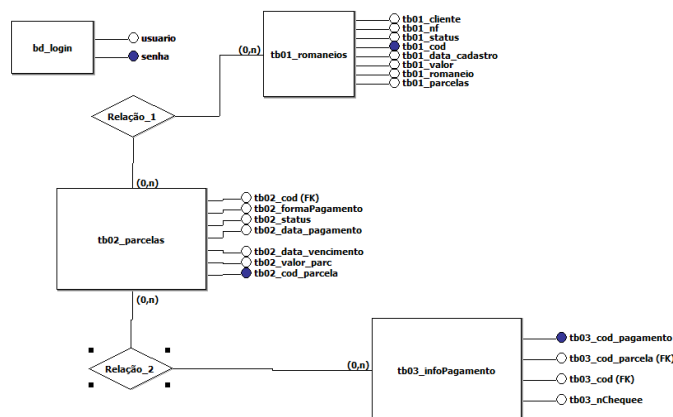 bd_login
usuario
senha
(0,n)
tb01_romaneios
tb01_cliente
tb01_nf
tb01_status
tb01_cod
tb01_data_cadastro
tb01_valor
tb01_romaneio
tb01_parcelas
Relação_1
(0,n)
tb02_parcelas
tb02_cod (FK)
tb02_formaPagamento
tb02_status
tb02_data_pagamento
tb02_data_vencimento
tb02_valor_parc
tb02_cod_parcela
(0,n)
Relação_2
(0,n)
tb03_infoPagamento
tb03_cod_pagamento
tb03_cod_parcela (FK)
tb03_cod (FK)
tb03_nChequee